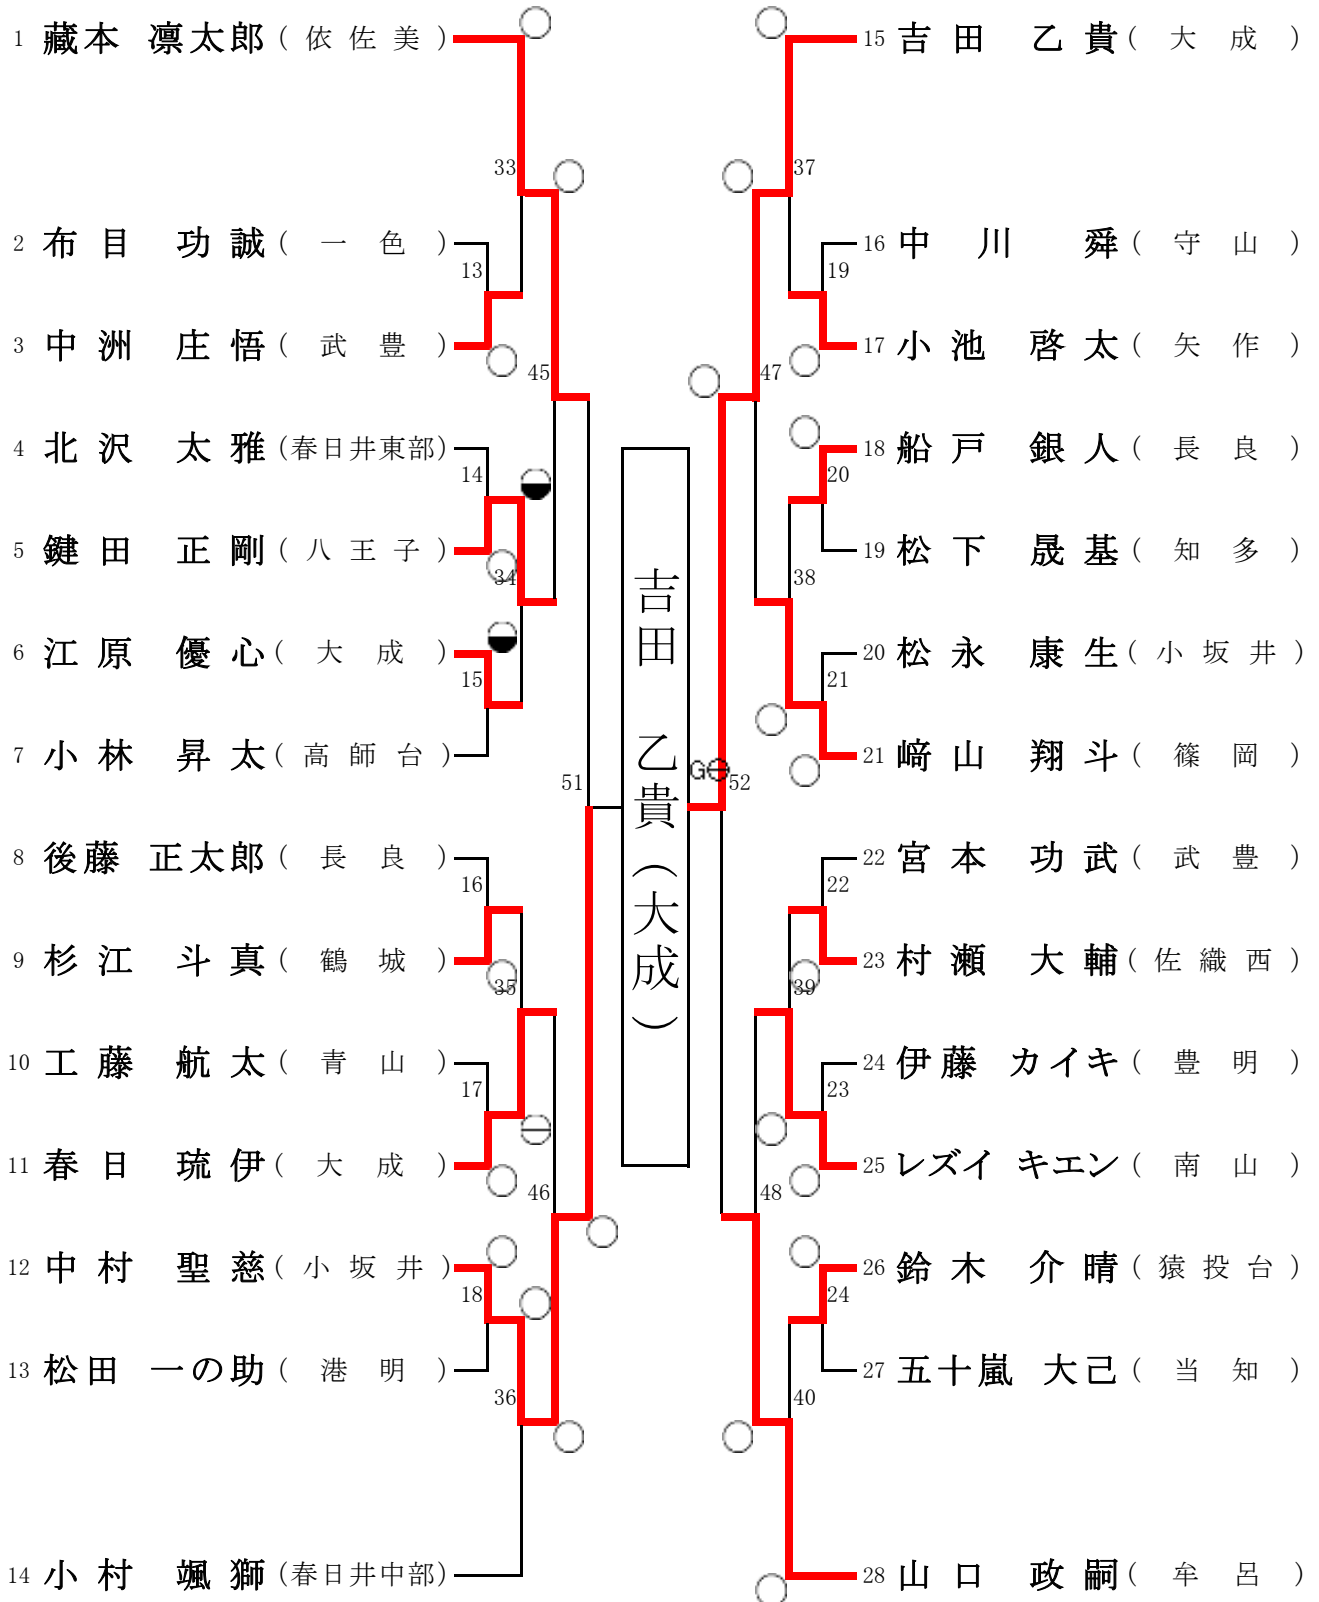 1 藏本 凛太郎 ( 依佐美 )
33
2 布目 功誠 ( 一色 )
13
3 中洲 庄悟 ( 武豊 )
45
4 北沢 太雅 (春日井東部)
14
5 鍵田 正剛 ( 八王子 )
34
6 江原 優心 ( 大成 )
15
7 小林 昇太 ( 高師台 )
51
8 後藤 正太郎 ( 長良 )
16
9 杉江 斗真 ( 鶴城 )
35
10 工藤 航太 ( 青山 )
17
11 春日 琉伊 ( 大成 )
46
12 中村 聖慈 ( 小坂井 )
18
13 松田 一の助 ( 港明 )
36
14 小村 颯獅 (春日井中部)
吉田 乙貴(大成)
15 吉田 乙貴 ( 大成 )
37
16 中川 舜 ( 守山 )
19
17 小池 啓太 ( 矢作 )
47
18 船戸 銀人 ( 長良 )
20
19 松下 晟基 ( 知多 )
38
20 松永 康生 ( 小坂井 )
21
21 﨑山 翔斗 ( 篠岡 )
G
52
22 宮本 功武 ( 武豊 )
22
23 村瀬 大輔 ( 佐織西 )
39
24 伊藤 カイキ ( 豊明 )
23
25 レズイ キエン ( 南山 )
48
26 鈴木 介晴 ( 猿投台 )
24
27 五十嵐 大己 ( 当知 )
40
28 山口 政嗣 ( 牟呂 )